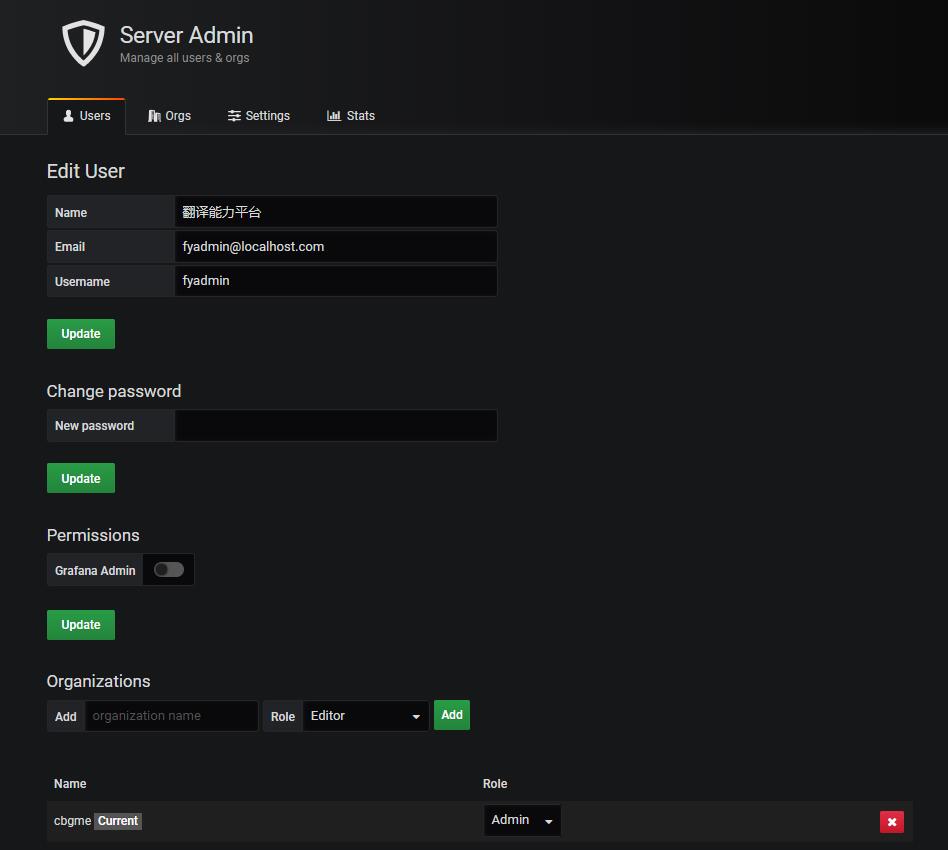 Server Admin
Manage all users & orgs
Users Orgs Settings Stats
Edit User
Name 翻译能力平台
Email fyadmin@localhost.com
Username fyadmin
Update
Change password
New password
Update
Permissions
Grafana Admin
Update
Organizations
Add organization name Role Editor Add
Name Role
cbgme Current Admin